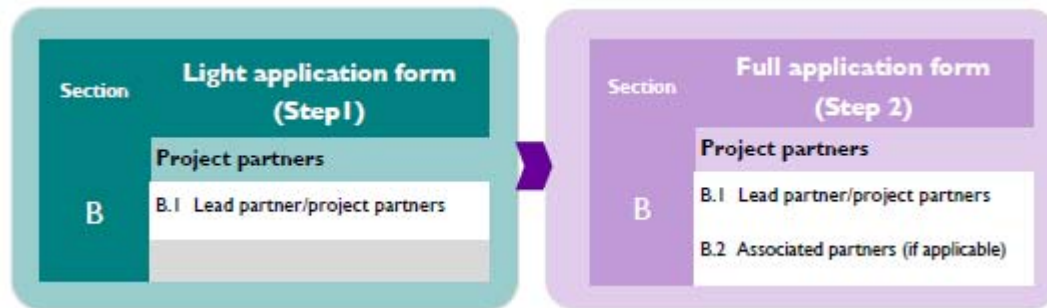 Section
Light application form
(Step1)
Project partners
B
B.1 Lead partner/project partners
Section
Full application form
(Step 2)
Project partners
B
B.1 Lead partner/project partners
B.2 Associated partners (if applicable)